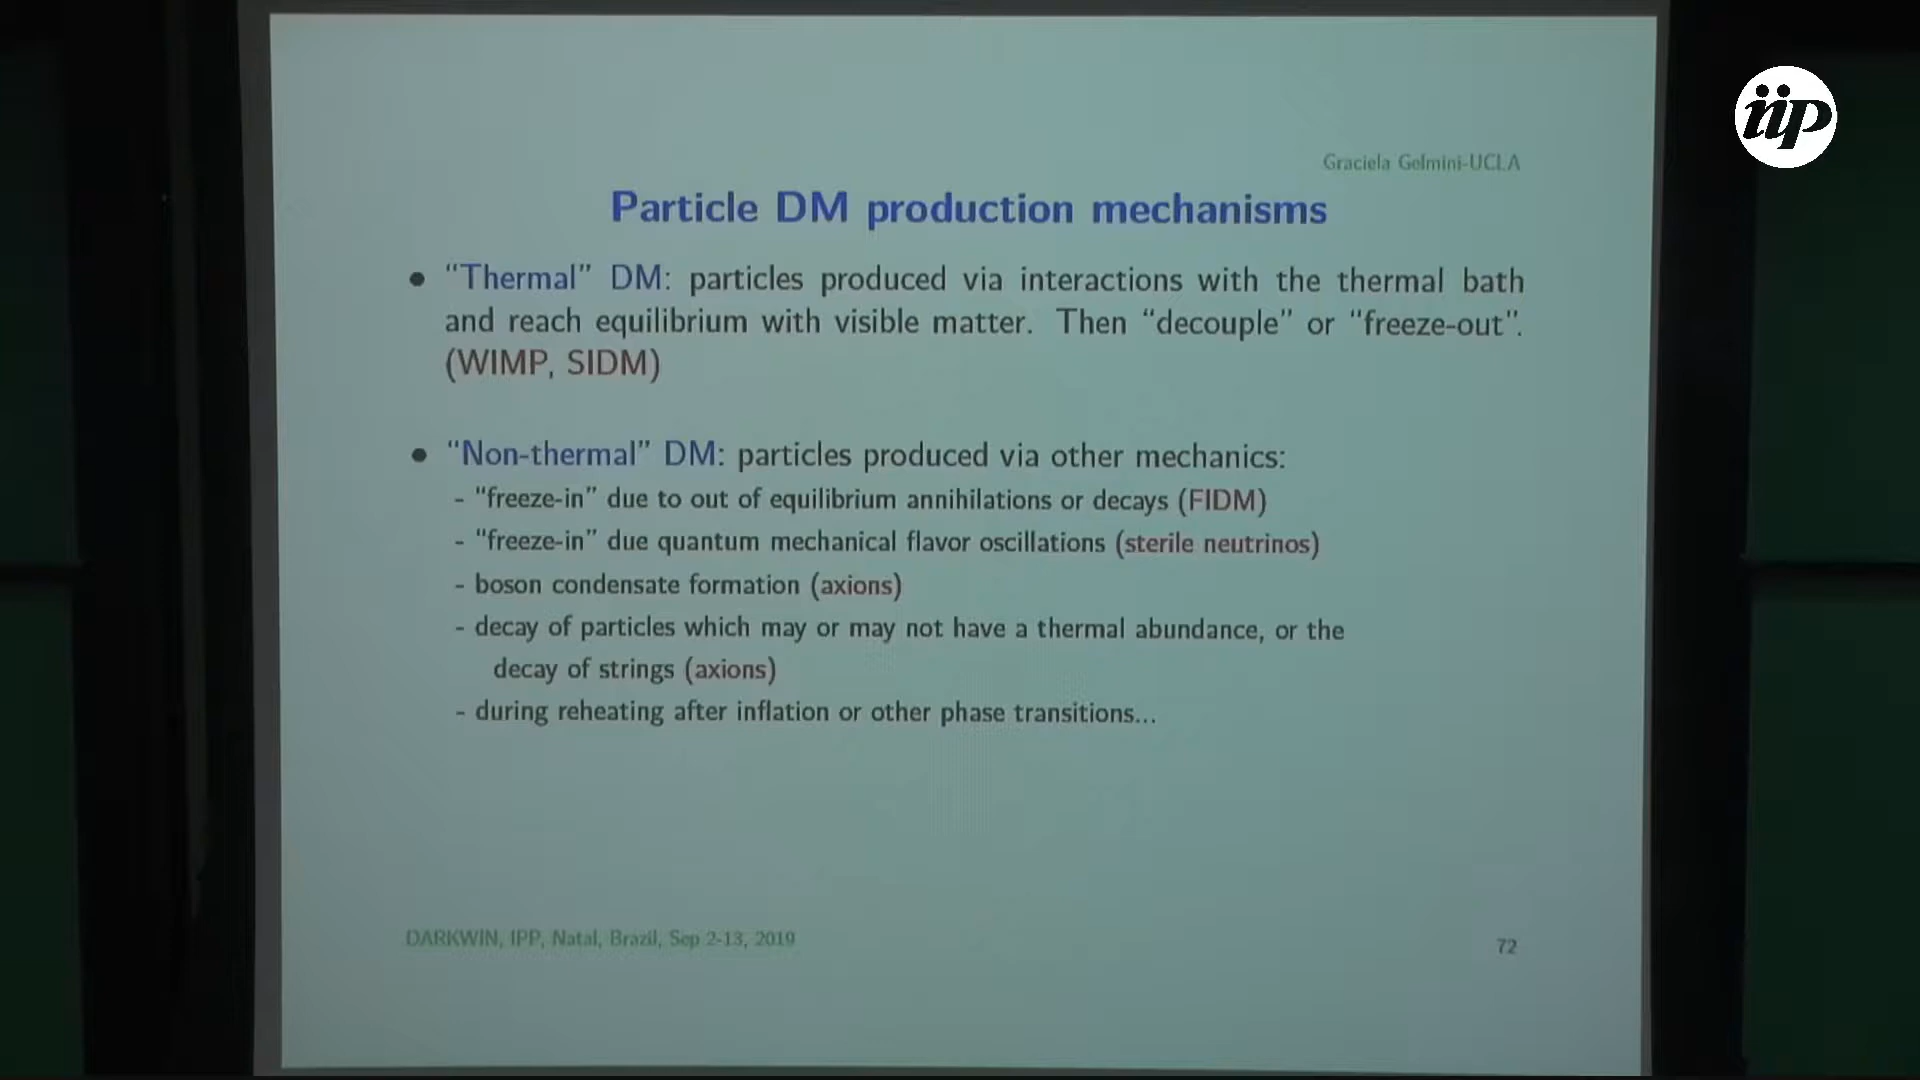 iip
Graciela Gelmini-UCLA
Particle DM production mechanisms
• “Thermal” DM: particles produced via interactions with the thermal bath
and reach equilibrium with visible matter. Then “decouple” or “freeze-out”.
(WIMP, SIDM)
• “Non-thermal” DM: particles produced via other mechanics:
- “freeze-in” due to out of equilibrium annihilations or decays (FIDM)
- “freeze-in” due quantum mechanical flavor oscillations (sterile neutrinos)
- boson condensate formation (axions)
- decay of particles which may or may not have a thermal abundance, or the
decay of strings (axions)
- during reheating after inflation or other phase transitions...
DARKWIN, IPP, Natal, Brazil, Sep 2-13, 2019
72